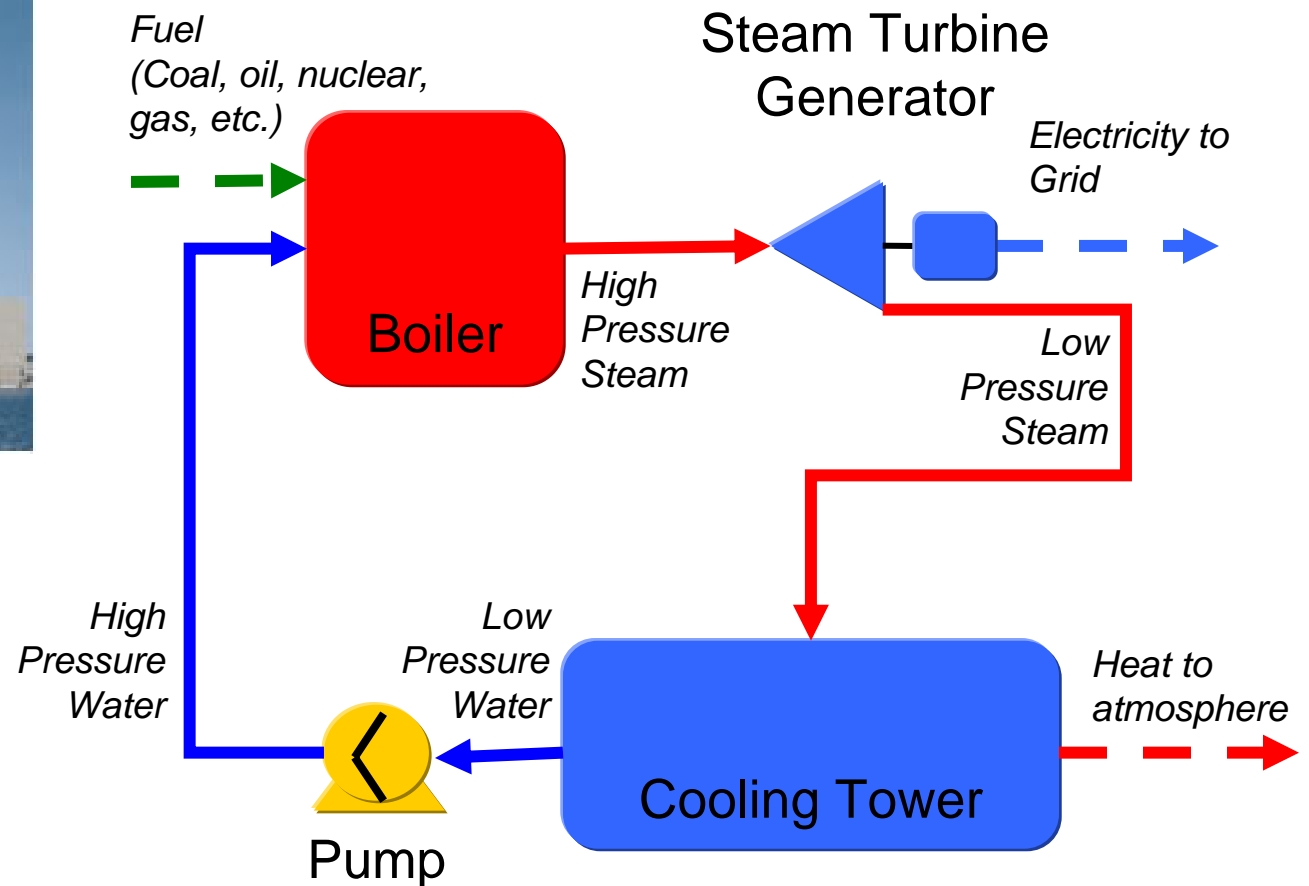 Fuel
(Coal, oil, nuclear,
gas, etc.)
Steam Turbine
Generator
Electricity to
Grid
Boiler
High
Pressure
Steam
Low
Pressure
Steam
High
Pressure
Water
Low
Pressure
Water
Heat to
atmosphere
Cooling Tower
Pump